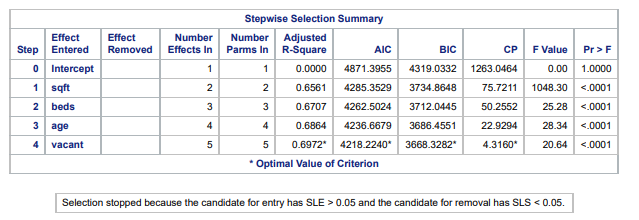 Stepwise Selection Summary
Step Effect Entered Effect Removed Number Effects In Number Parms In Adjusted R-Square AIC BIC CP F Value Pr > F
0 Intercept 1 1 0.0000 4871.3955 4319.0332 1263.0464 0.00 1.0000
1 sqft 2 2 0.6561 4285.3529 3734.8648 75.7211 1048.30 <.0001
2 beds 3 3 0.6707 4262.5024 3712.0445 50.2552 25.28 <.0001
3 age 4 4 0.6864 4236.6679 3686.4551 22.9294 28.34 <.0001
4 vacant 5 5 0.6972* 4218.2240* 3668.3282* 4.3160* 20.64 <.0001
* Optimal Value of Criterion
Selection stopped because the candidate for entry has SLE > 0.05 and the candidate for removal has SLS < 0.05.